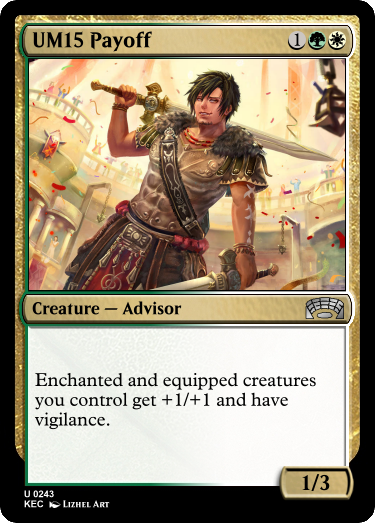 UM15 Payoff 1
Creature — Advisor
Enchanted and equipped creatures
you control get +1/+1 and have
vigilance.
1/3
U 0243
KEC Lizhel Art